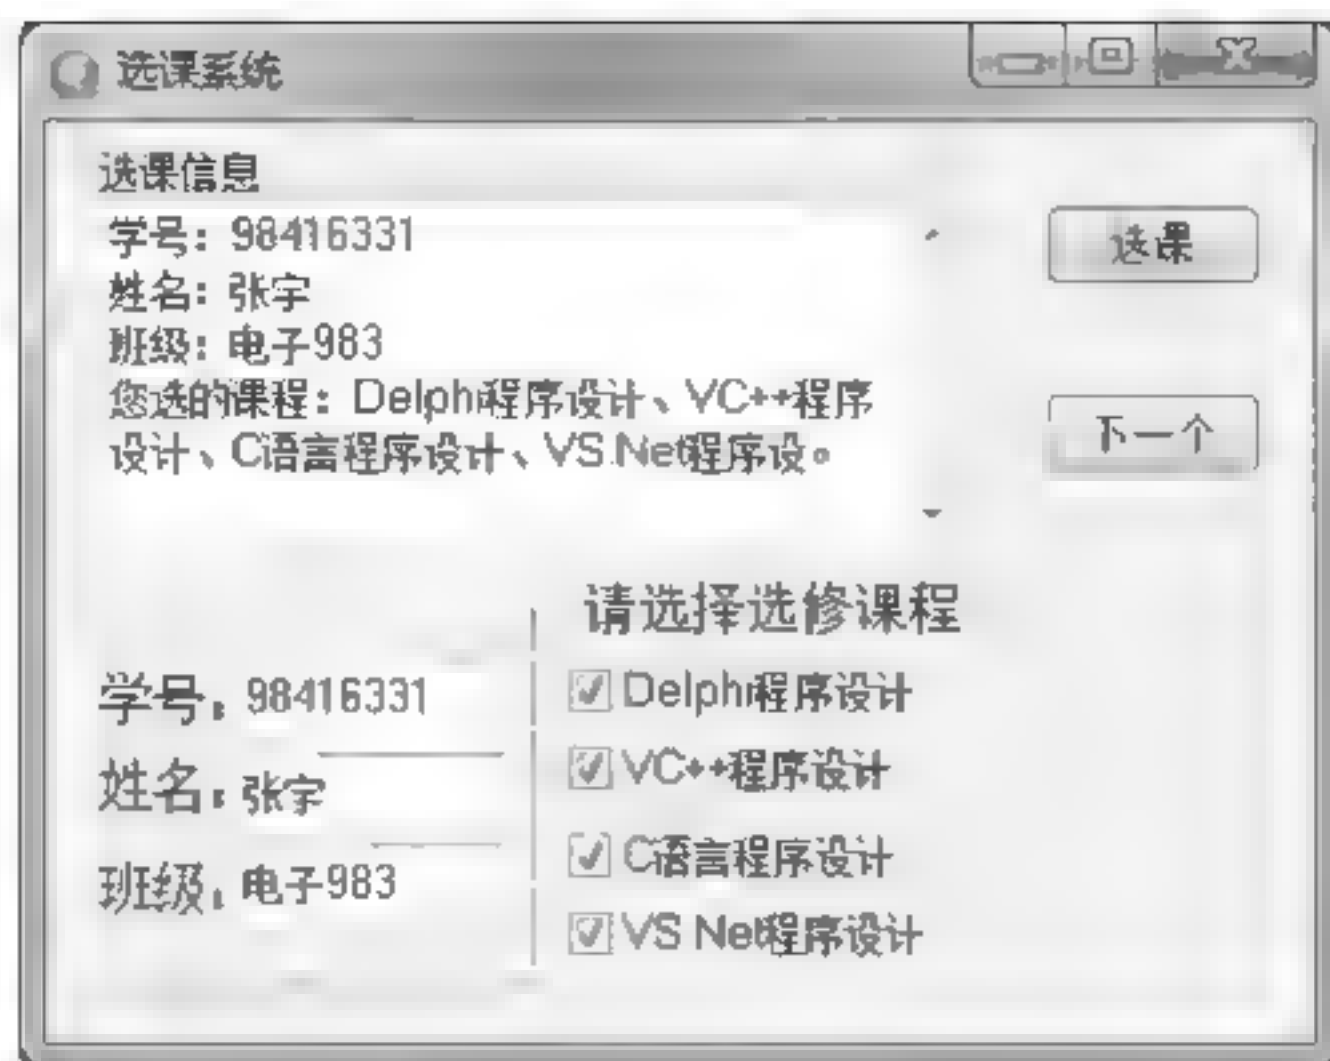 选课系统
选课信息
学号：98416331
姓名：张宇
班级：电子983
您选的课程：Delphi程序设计、VC++程序
设计、C语言程序设计、VS.Net程序设。
选课
下一个
学号：98416331
姓名：张宇
班级：电子983
请选择选修课程
Delphi程序设计
VC++程序设计
C语言程序设计
VS Net程序设计